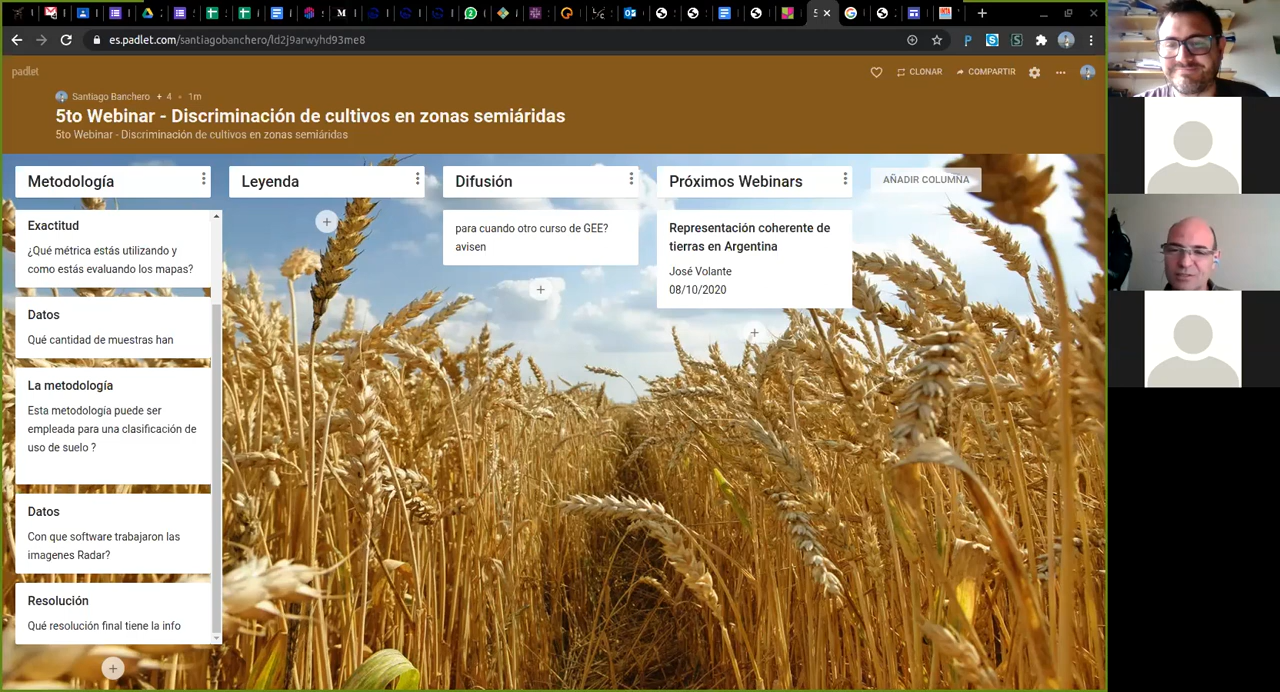 es.padlet.com/santiagobanchero/ld2j9arwyhd93me8
padlet
CLONAR
COMPARTIR
Santiago Banchero + 4 • 1m
5to Webinar - Discriminación de cultivos en zonas semiáridas
5to Webinar - Discriminación de cultivos en zonas semiáridas
Metodología
Exactitud
¿Qué métrica estás utilizando y
como estás evaluando los mapas?
Datos
Qué cantidad de muestras han
La metodología
Esta metodología puede ser
empleada para una clasificación de
uso de suelo ?
Datos
Con que software trabajaron las
imagenes Radar?
Resolución
Qué resolución final tiene la info
Leyenda
Difusión
para cuando otro curso de GEE?
avisen
Próximos Webinars
Representación coherente de
tierras en Argentina
José Volante
08/10/2020
AÑADIR COLUMNA